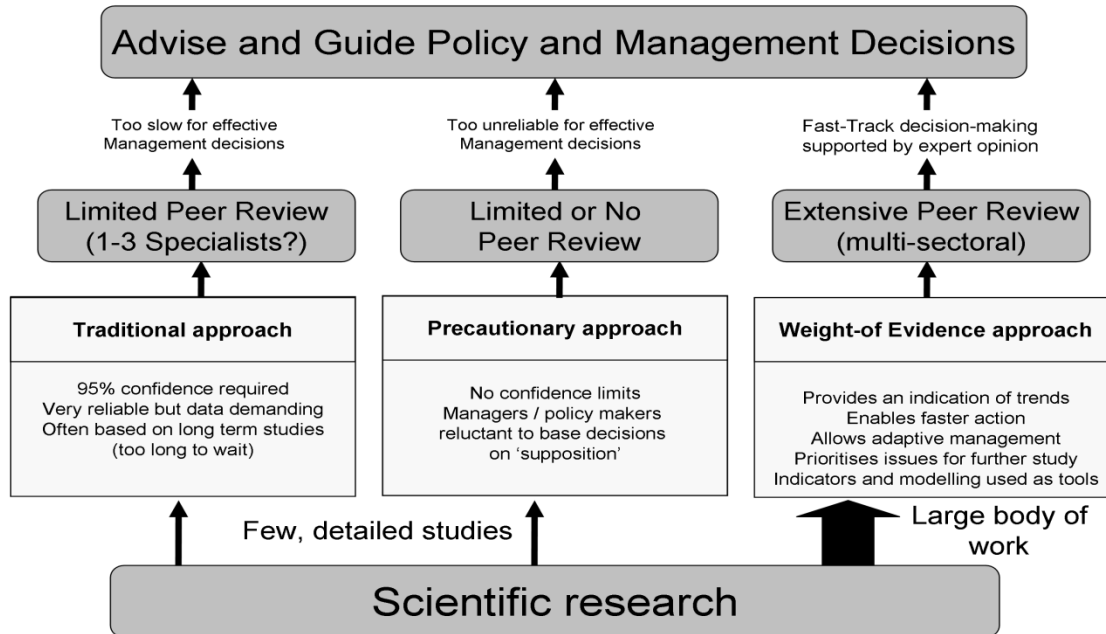 Advise and Guide Policy and Management Decisions
Too slow for effective
Management decisions
Too unreliable for effective
Management decisions
Fast-Track decision-making
supported by expert opinion
Limited Peer Review
(1-3 Specialists?)
Limited or No
Peer Review
Extensive Peer Review
(multi-sectoral)
Traditional approach
95% confidence required
Very reliable but data demanding
Often based on long term studies
(too long to wait)
Precautionary approach
No confidence limits
Managers / policy makers
reluctant to base decisions
on ‘supposition’
Weight-of Evidence approach
Provides an indication of trends
Enables faster action
Allows adaptive management
Prioritises issues for further study
Indicators and modelling used as tools
Few, detailed studies
Large body of
work
Scientific research